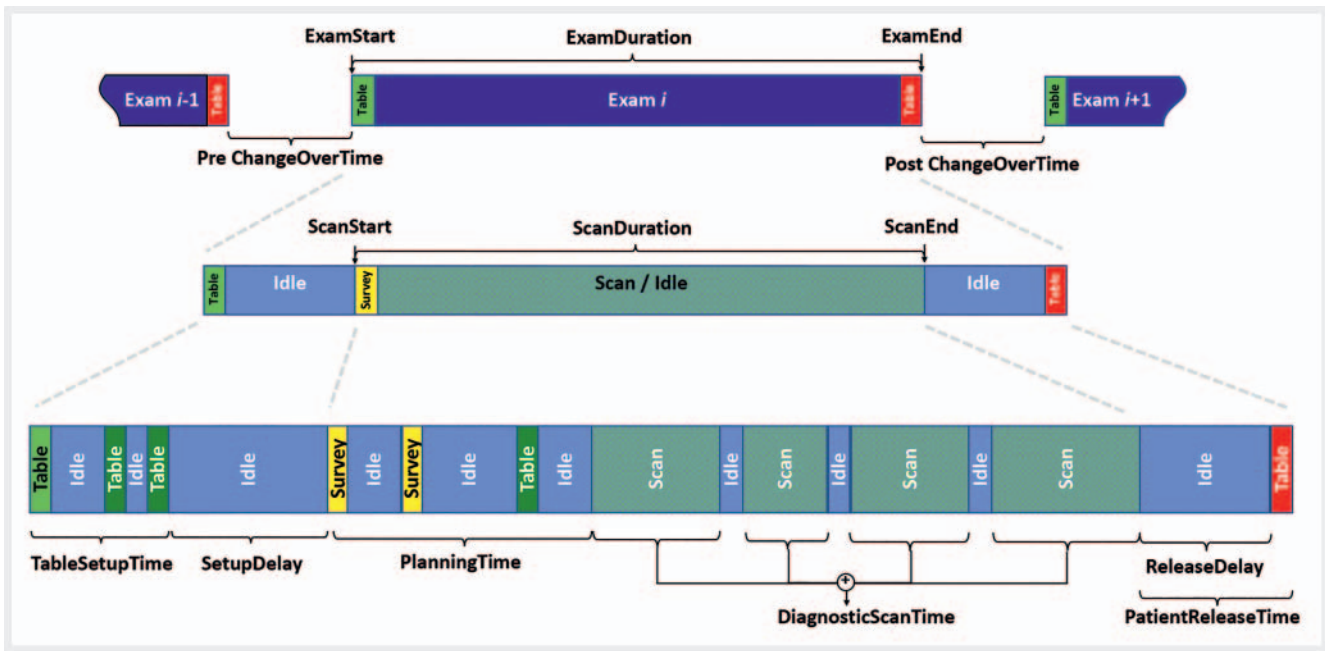 ExamStart ExamDuration ExamEnd
Exam i-1 Table Table Exam i Table Table Exam i+1
Pre ChangeOverTime Post ChangeOverTime
ScanStart ScanDuration ScanEnd
Table Idle Survey Scan / Idle Idle Table
Table Idle Table Idle Table Idle Survey Idle Survey Idle Table Idle Scan Idle Scan Idle Scan Idle Scan Idle Table
TableSetupTime SetupDelay PlanningTime ReleaseDelay
+
DiagnosticScanTime PatientReleaseTime